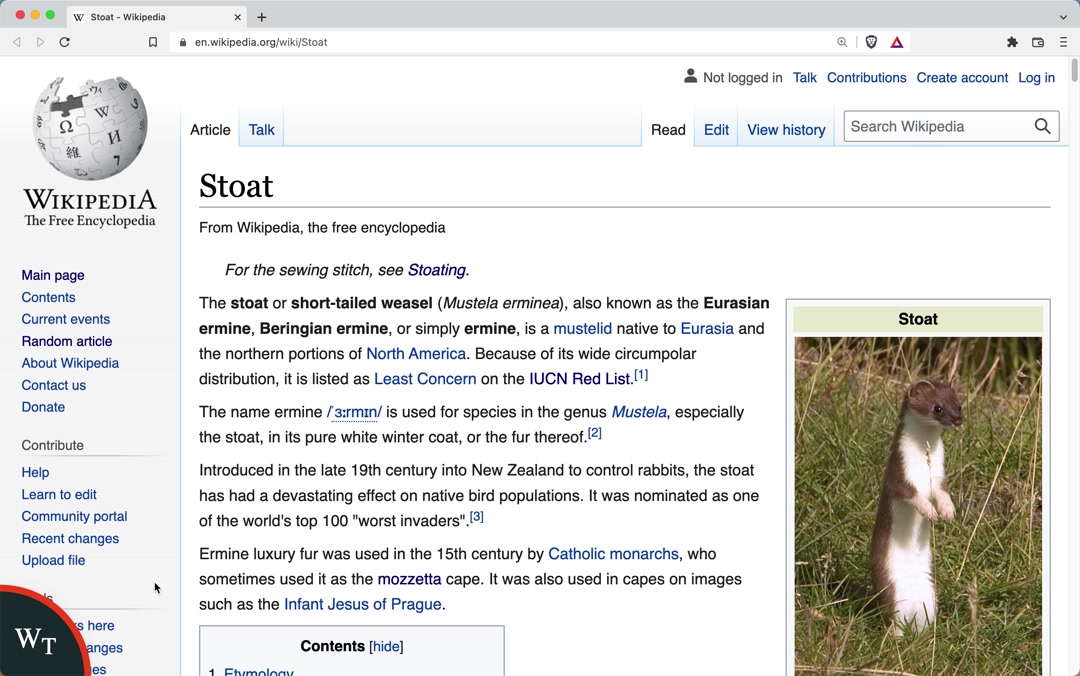 Stoat - Wikipedia
en.wikipedia.org/wiki/Stoat
Not logged in Talk Contributions Create account Log in
Article Talk Read Edit View history Search Wikipedia
WIKIPEDIA
The Free Encyclopedia
Main page
Contents
Current events
Random article
About Wikipedia
Contact us
Donate
Contribute
Help
Learn to edit
Community portal
Recent changes
Upload file
Stoat
From Wikipedia, the free encyclopedia
For the sewing stitch, see Stoating.
The stoat or short-tailed weasel (Mustela erminea), also known as the Eurasian
ermine, Beringian ermine, or simply ermine, is a mustelid native to Eurasia and
the northern portions of North America. Because of its wide circumpolar
distribution, it is listed as Least Concern on the IUCN Red List.[1]
The name ermine /ˈɜːrmɪn/ is used for species in the genus Mustela, especially
the stoat, in its pure white winter coat, or the fur thereof.[2]
Introduced in the late 19th century into New Zealand to control rabbits, the stoat
has had a devastating effect on native bird populations. It was nominated as one
of the world's top 100 "worst invaders".[3]
Ermine luxury fur was used in the 15th century by Catholic monarchs, who
sometimes used it as the mozzetta cape. It was also used in capes on images
such as the Infant Jesus of Prague.
Contents [hide]
1 Etymology
Stoat
here
WT